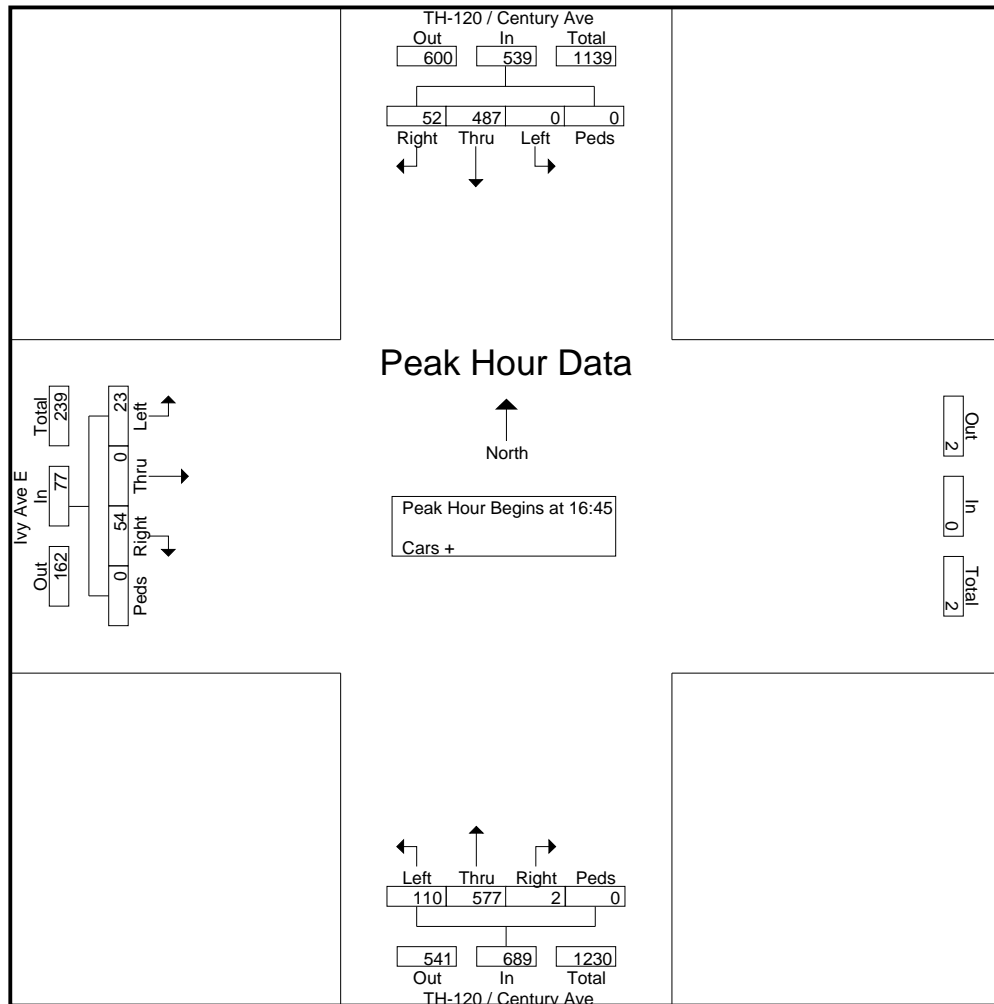 TH-120 / Century Ave
Out In Total
600 539 1139
52 487 0 0
Right Thru Left Peds
Peak Hour Data
North
Peak Hour Begins at 16:45
Cars +
Ivy Ave E
Total In Out
239 77 162
23 0 54 0
Left Thru Right Peds
Out In Total
2 0 2
Left Thru Right Peds
110 577 2 0
541 689 1230
Out In Total
TH-120 / Century Ave